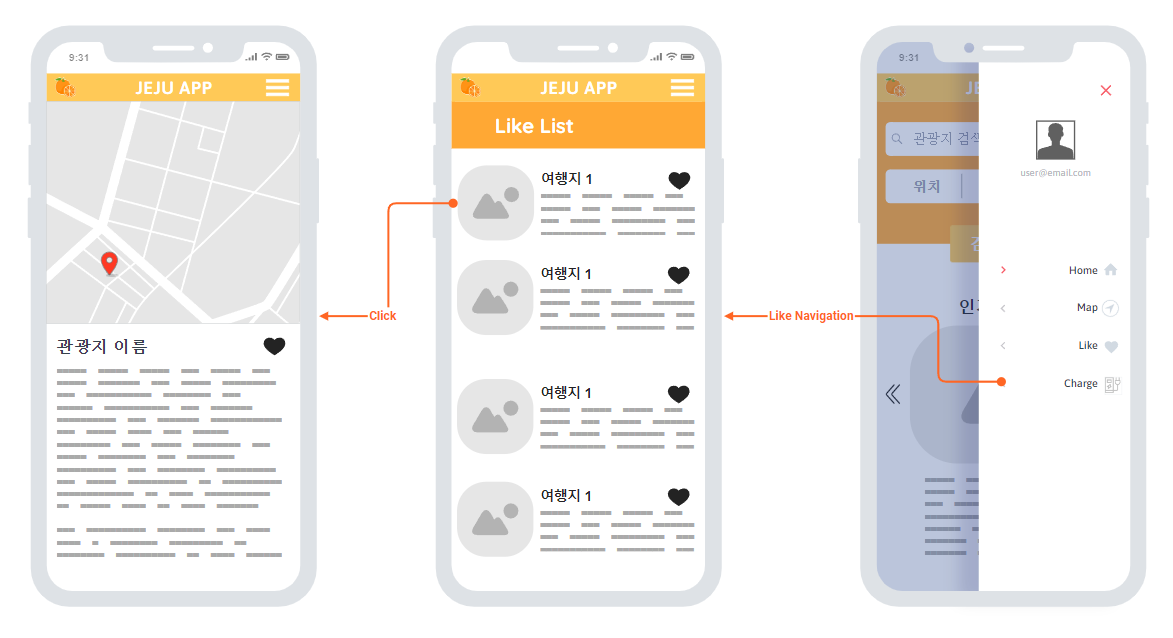 9:31
JEJU APP
관광지 이름
Click
JEJU APP
Like List
여행지 1
여행지 1
여행지 1
여행지 1
Like Navigation
9:31
JE
관광지 검색
위치
인
user@email.com
Home
Map
Like
Charge